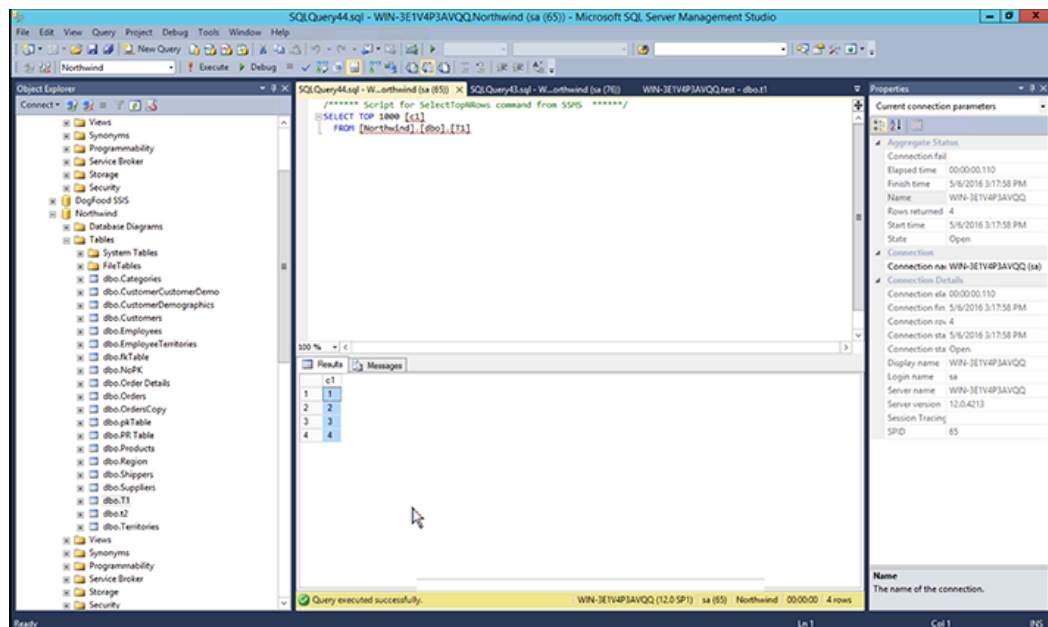 SQLQuery44.sql - WIN-3E1V4P3AVQQ.Northwind (sa (65)) - Microsoft SQL Server Management Studio
File Edit View Query Project Debug Tools Window Help
New Query
Northwind
Execute Debug
Object Explorer
Connect
Views
Synonyms
Programmability
Service Broker
Storage
Security
DogFood SSIS
Northwind
Database Diagrams
Tables
System Tables
FileTables
dbo.Categories
dbo.CustomerCustomerDemo
dbo.CustomerDemographics
dbo.Customers
dbo.Employees
dbo.EmployeeTerritories
dbo.fkTable
dbo.NoPK
dbo.Order Details
dbo.Orders
dbo.OrdersCopy
dbo.pkTable
dbo.PR Table
dbo.Products
dbo.Region
dbo.Shippers
dbo.Suppliers
dbo.T1
dbo.t2
dbo.Territories
Views
Synonyms
Programmability
Service Broker
Storage
Security
SQLQuery44.sql - W...orthwind (sa (65)) SQLQuery43.sql - W...orthwind (sa (76)) WIN-3E1V4P3AVQQ.test - dbo.t1
/****** Script for SelectTopNRows command from SSMS ******/
SELECT TOP 1000 [c1]
FROM [Northwind].[dbo].[T1]
100 %
Results Messages
c1
1 1
2 2
3 3
4 4
Query executed successfully. WIN-3E1V4P3AVQQ (12.0 SP1) sa (65) Northwind 00:00:00 4 rows
Properties
Current connection parameters
Aggregate Status
Connection fail
Elapsed time 00:00:00.110
Finish time 5/6/2016 3:17:58 PM
Name WIN-3E1V4P3AVQQ
Rows returned 4
Start time 5/6/2016 3:17:58 PM
State Open
Connection
Connection nar WIN-3E1V4P3AVQQ (sa)
Connection Details
Connection ela 00:00:00.110
Connection fin 5/6/2016 3:17:58 PM
Connection rov 4
Connection sta 5/6/2016 3:17:58 PM
Connection sta Open
Display name WIN-3E1V4P3AVQQ
Login name sa
Server name WIN-3E1V4P3AVQQ
Server version 12.0.4213
Session Tracing
SPID 65
Name
The name of the connection.
Ready Ln 1 Col 1 INS